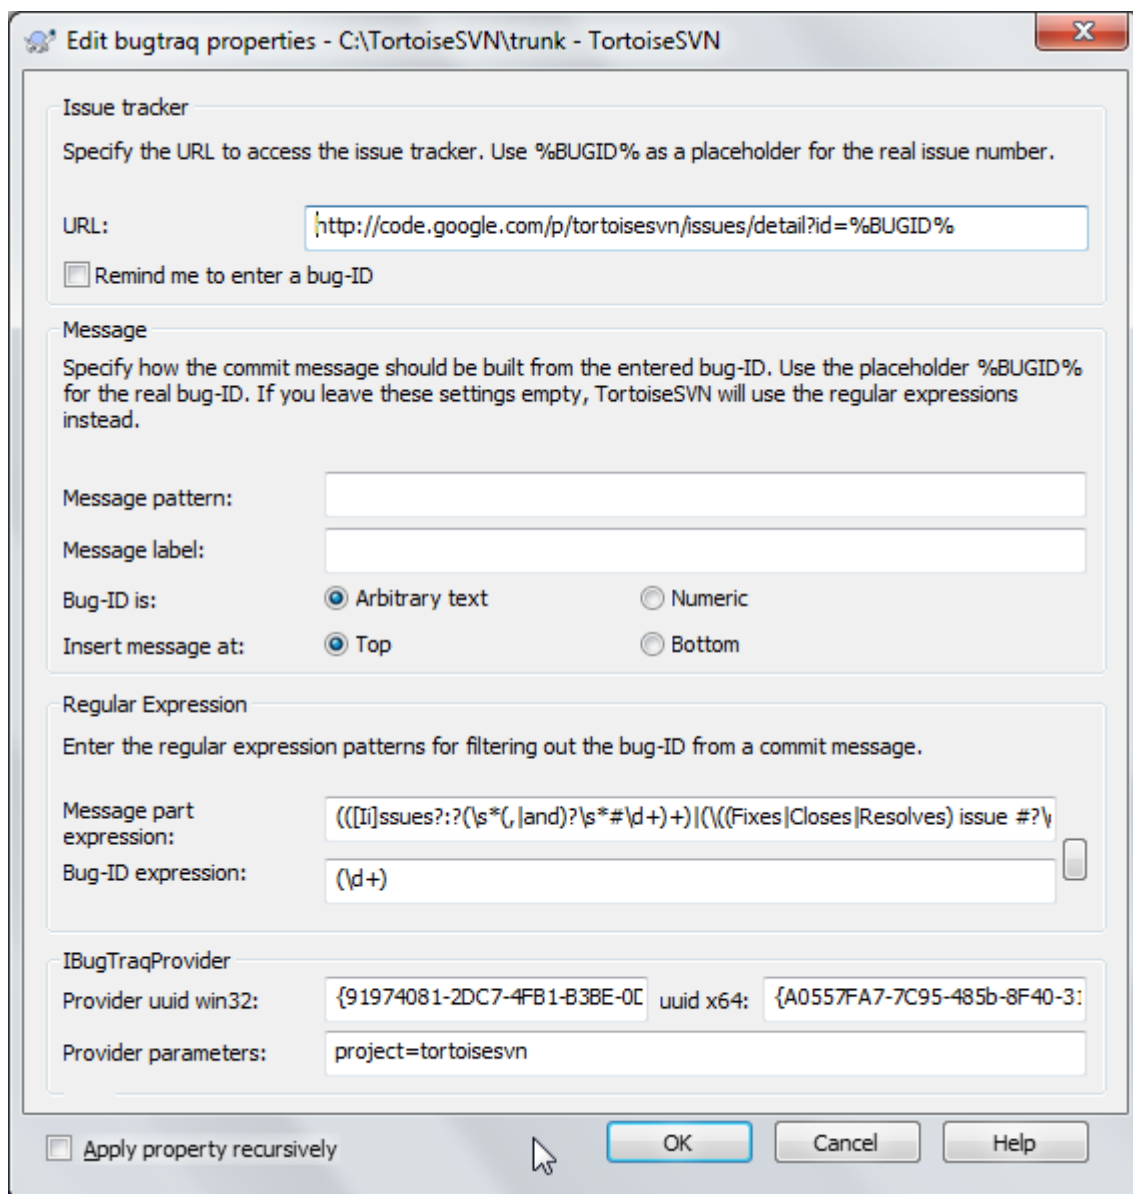 Edit bugtraq properties - C:\TortoiseSVN\trunk - TortoiseSVN
Issue tracker
Specify the URL to access the issue tracker. Use %BUGID% as a placeholder for the real issue number.
URL: http://code.google.com/p/tortoisesvn/issues/detail?id=%BUGID%
Remind me to enter a bug-ID
Message
Specify how the commit message should be built from the entered bug-ID. Use the placeholder %BUGID%
for the real bug-ID. If you leave these settings empty, TortoiseSVN will use the regular expressions
instead.
Message pattern:
Message label:
Bug-ID is: Arbitrary text Numeric
Insert message at: Top Bottom
Regular Expression
Enter the regular expression patterns for filtering out the bug-ID from a commit message.
Message part
expression: (([Ii]ssues?:?(\s*(,|and)?\s*#\d+)+)|(\((Fixes|Closes|Resolves) issue #?\
Bug-ID expression: (\d+)
IBugTraqProvider
Provider uuid win32: {91974081-2DC7-4FB1-B3BE-0D uuid x64: {A0557FA7-7C95-485b-8F40-31
Provider parameters: project=tortoisesvn
Apply property recursively OK Cancel Help